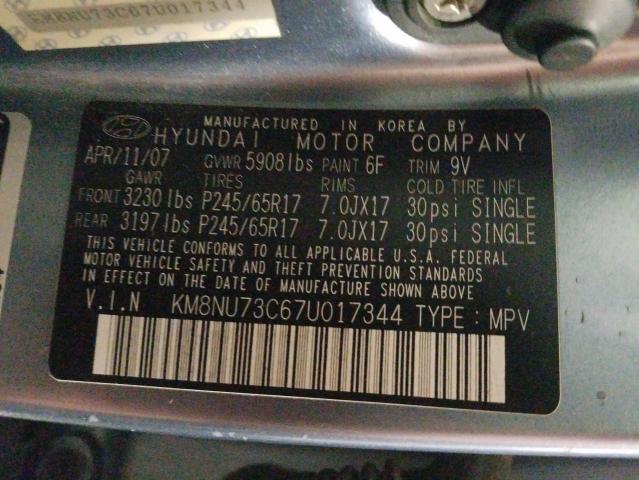 KM8NU73C67U017344
MANUFACTURED IN KOREA BY
HYUNDAI MOTOR COMPANY
APR/11/07 GVWR 5908lbs PAINT 6F TRIM 9V
GAWR TIRES RIMS COLD TIRE INFL
FRONT 3230 lbs P245/65R17 7.0JX17 30psi SINGLE
REAR 3197 lbs P245/65R17 7.0JX17 30psi SINGLE
THIS VEHICLE CONFORMS TO ALL APPLICABLE U.S.A. FEDERAL
MOTOR VEHICLE SAFETY AND THEFT PREVENTION STANDARDS
IN EFFECT ON THE DATE OF MANUFACTURE SHOWN ABOVE
V.I.N KM8NU73C67U017344 TYPE : MPV